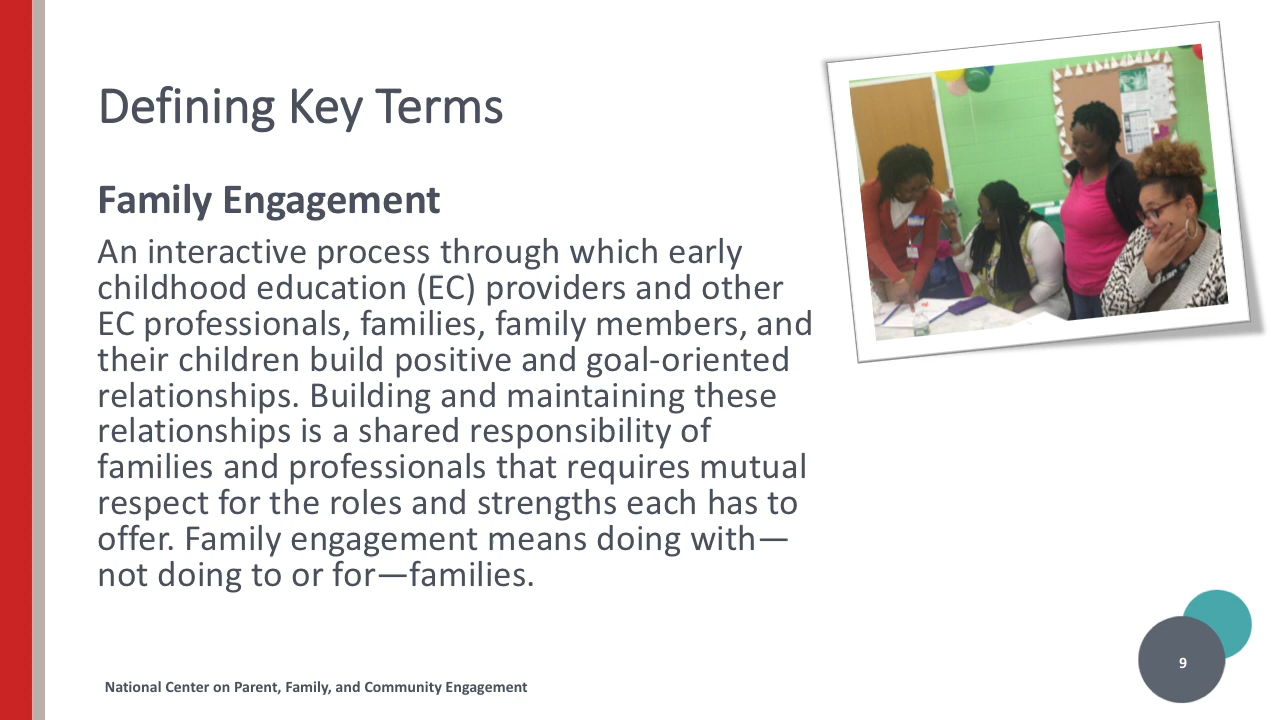 Defining Key Terms
Family Engagement
An interactive process through which early
childhood education (EC) providers and other
EC professionals, families, family members, and
their children build positive and goal-oriented
relationships. Building and maintaining these
relationships is a shared responsibility of
families and professionals that requires mutual
respect for the roles and strengths each has to
offer. Family engagement means doing with—
not doing to or for—families.
National Center on Parent, Family, and Community Engagement
9